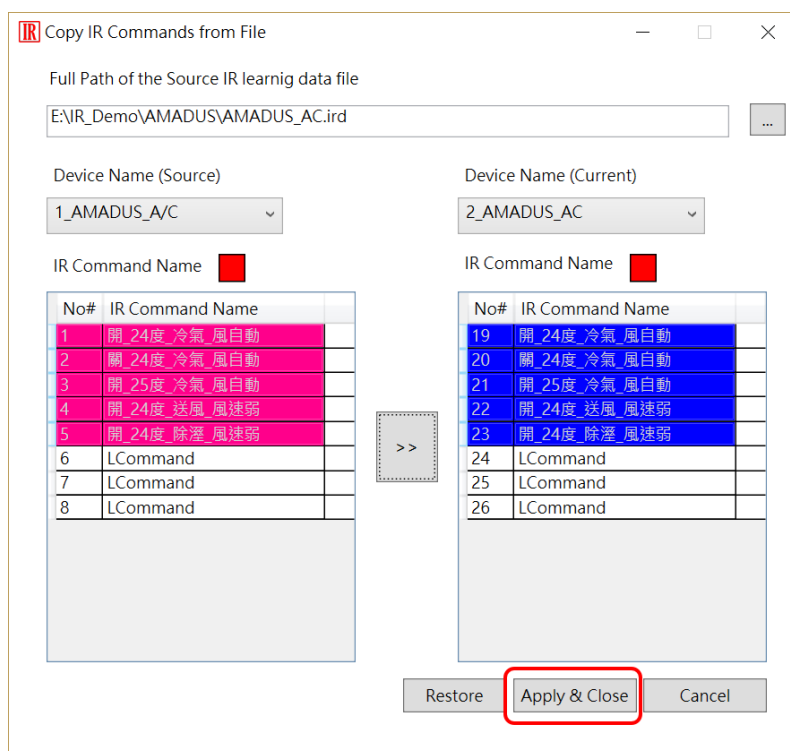 IR Copy IR Commands from File
Full Path of the Source IR learnig data file
E:\IR_Demo\AMADUS\AMADUS_AC.ird
...
Device Name (Source)
Device Name (Current)
1_AMADUS_A/C
2_AMADUS_AC
IR Command Name
IR Command Name
No# IR Command Name
1 開_24度_冷氣_風自動
2 關_24度_冷氣_風自動
3 開_25度_冷氣_風自動
4 開_24度_送風_風速弱
5 開_24度_除溼_風速弱
6 LCommand
7 LCommand
8 LCommand
>>
No# IR Command Name
19 開_24度_冷氣_風自動
20 關_24度_冷氣_風自動
21 開_25度_冷氣_風自動
22 開_24度_送風_風速弱
23 開_24度_除溼_風速弱
24 LCommand
25 LCommand
26 LCommand
Restore
Apply & Close
Cancel